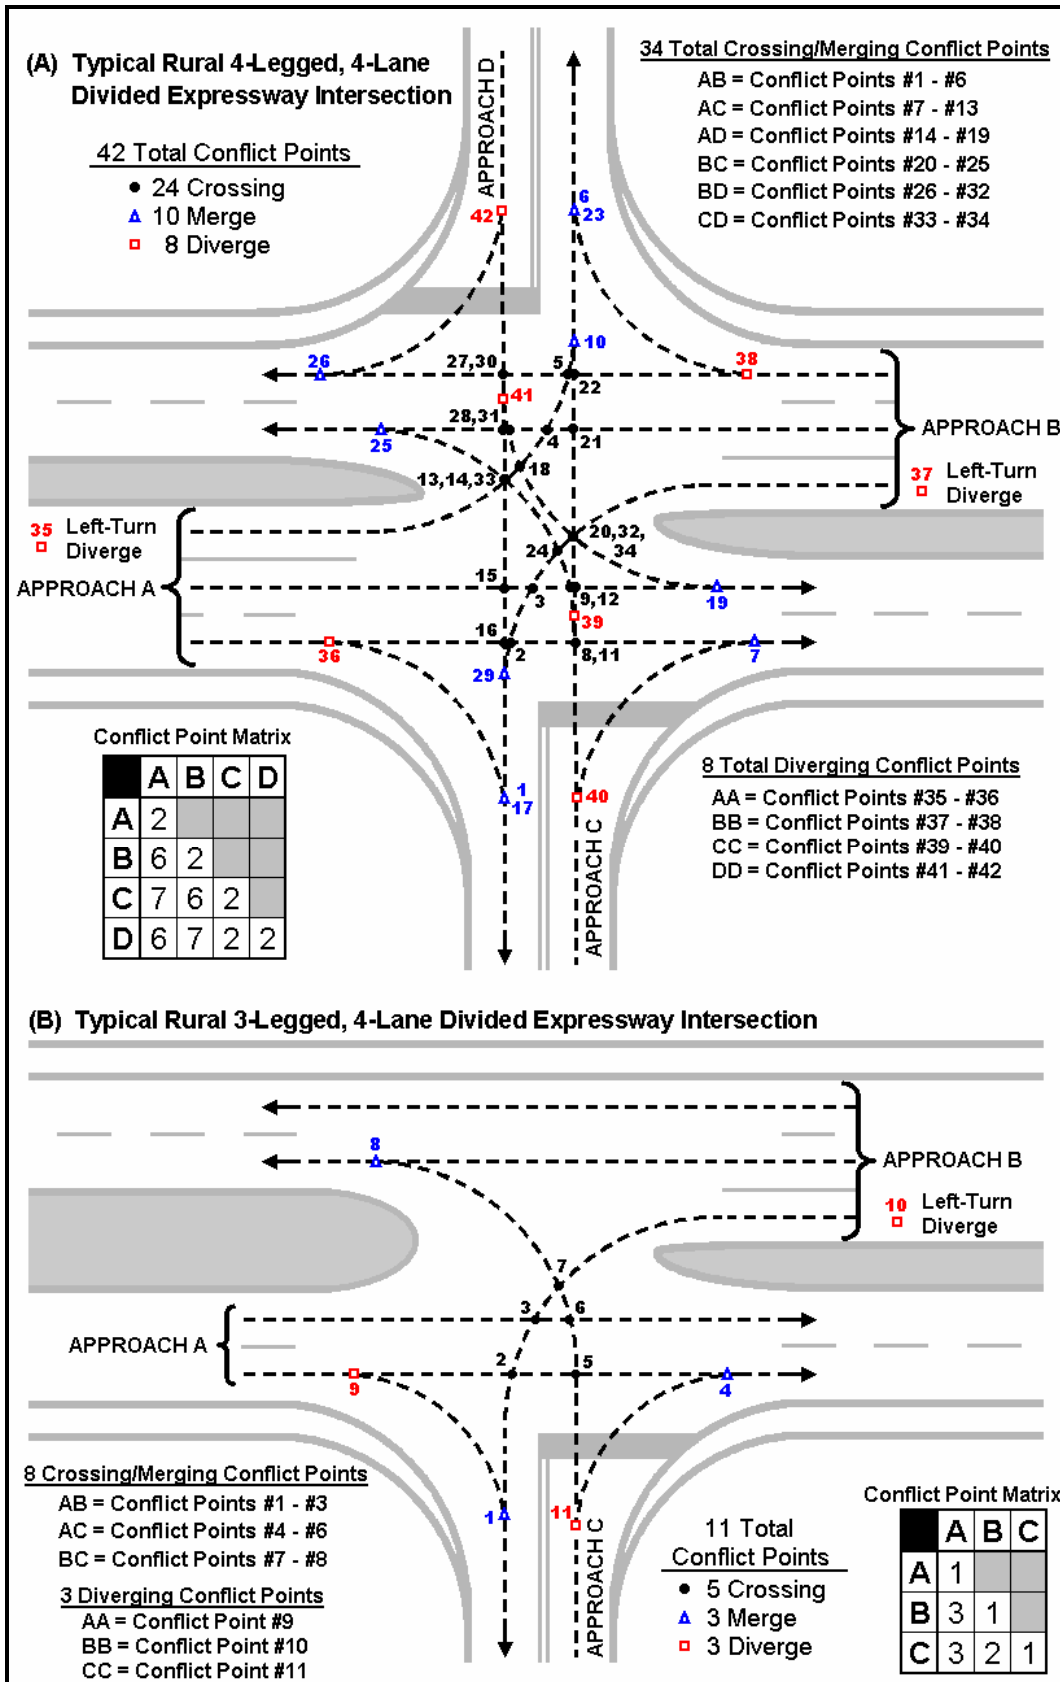 (A) Typical Rural 4-Legged, 4-Lane
Divided Expressway Intersection
42 Total Conflict Points
24 Crossing
10 Merge
8 Diverge
34 Total Crossing/Merging Conflict Points
AB = Conflict Points #1 - #6
AC = Conflict Points #7 - #13
AD = Conflict Points #14 - #19
BC = Conflict Points #20 - #25
BD = Conflict Points #26 - #32
CD = Conflict Points #33 - #34
APPROACH D
42
6
23
10
26
27,30
5
22
38
41
28,31
25
4
21
APPROACH B
13,14,33
18
37 Left-Turn
Diverge
35 Left-Turn
Diverge
20,32,
34
24
APPROACH A
15
3
9,12
19
39
16
36
2
8,11
7
29
1
17
40
APPROACH C
Conflict Point Matrix
A B C D
A 2
B 6 2
C 7 6 2
D 6 7 2 2
8 Total Diverging Conflict Points
AA = Conflict Points #35 - #36
BB = Conflict Points #37 - #38
CC = Conflict Points #39 - #40
DD = Conflict Points #41 - #42
(B) Typical Rural 3-Legged, 4-Lane Divided Expressway Intersection
8
APPROACH B
10 Left-Turn
Diverge
7
3
6
APPROACH A
2
5
9
4
1
11
APPROACH C
8 Crossing/Merging Conflict Points
AB = Conflict Points #1 - #3
AC = Conflict Points #4 - #6
BC = Conflict Points #7 - #8
3 Diverging Conflict Points
AA = Conflict Point #9
BB = Conflict Point #10
CC = Conflict Point #11
11 Total
Conflict Points
5 Crossing
3 Merge
3 Diverge
Conflict Point Matrix
A B C
A 1
B 3 1
C 3 2 1